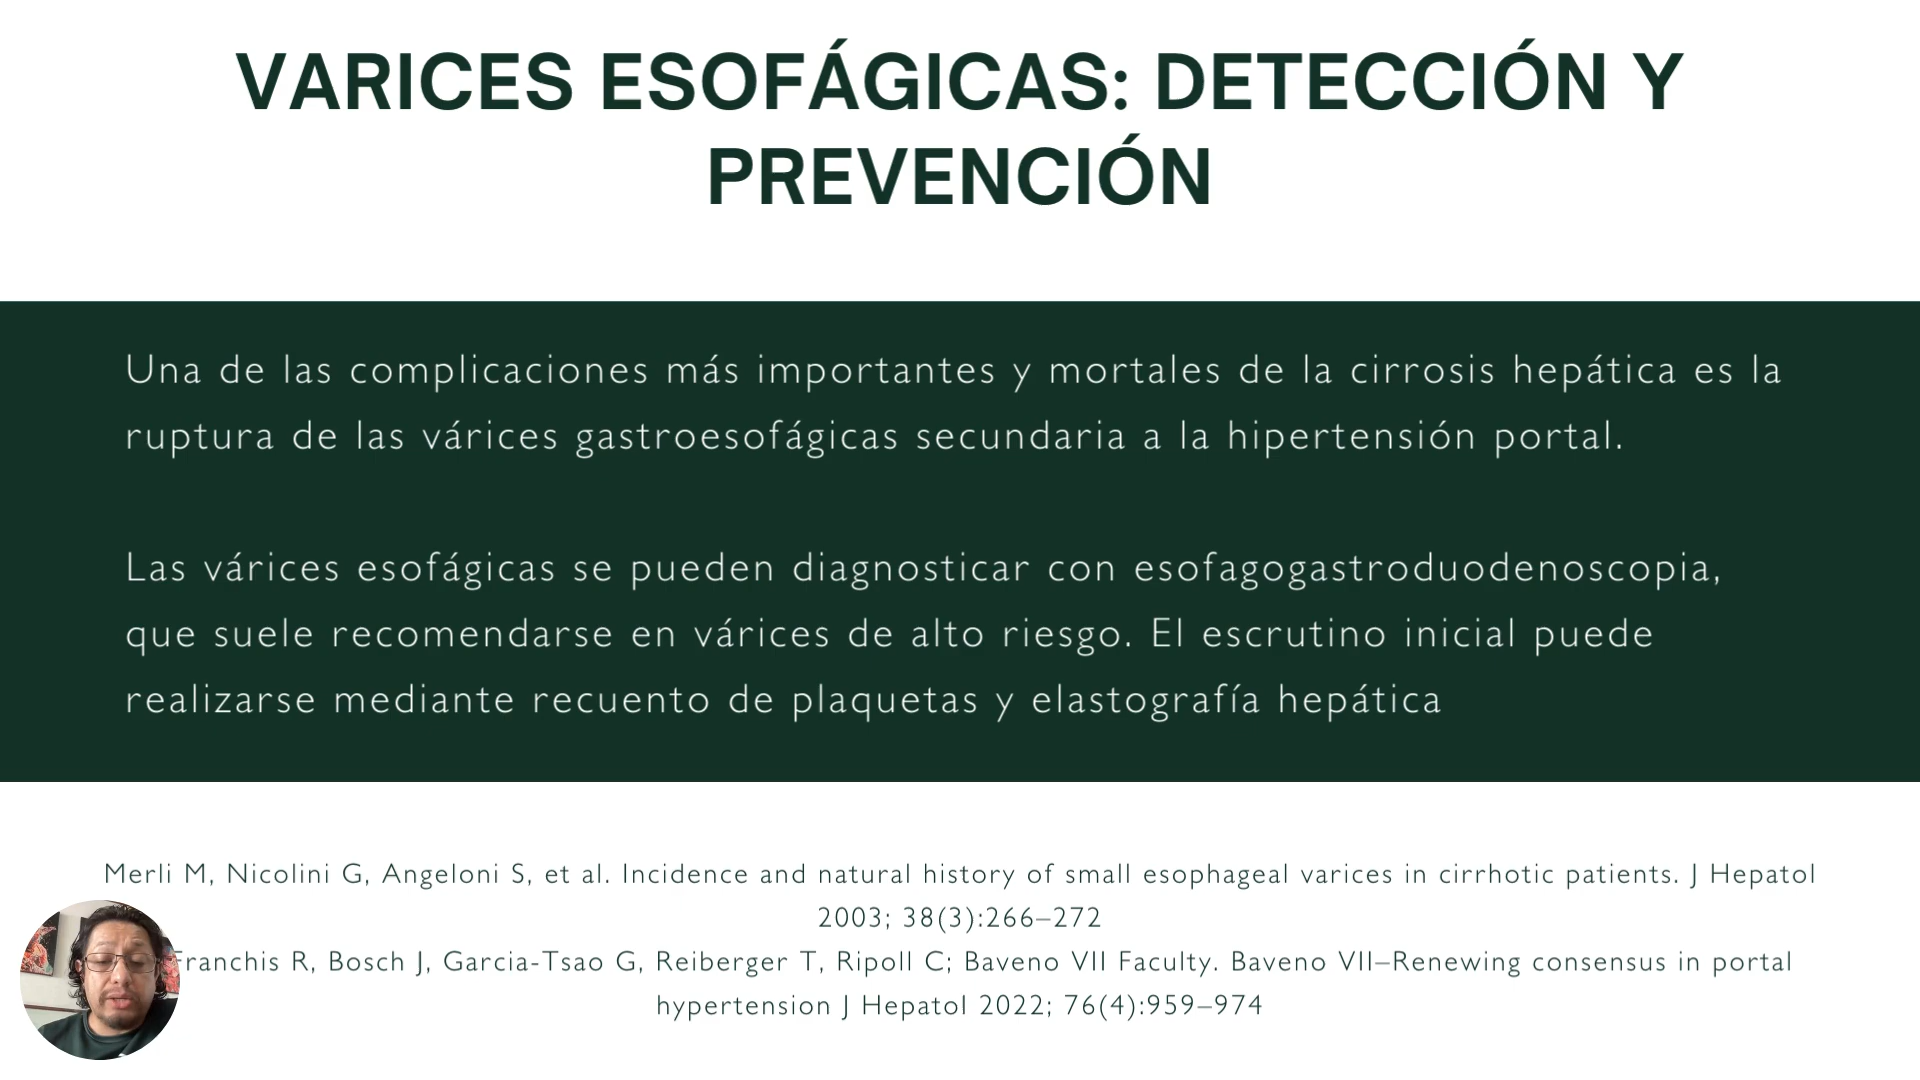 VARICES ESOFÁGICAS: DETECCIÓN Y
PREVENCIÓN
Una de las complicaciones más importantes y mortales de la cirrosis hepática es la
ruptura de las várices gastroesofágicas secundaria a la hipertensión portal.
Las várices esofágicas se pueden diagnosticar con esofagogastroduodenoscopia,
que suele recomendarse en várices de alto riesgo. El escrutino inicial puede
realizarse mediante recuento de plaquetas y elastografía hepática
Merli M, Nicolini G, Angeloni S, et al. Incidence and natural history of small esophageal varices in cirrhotic patients. J Hepatol
2003; 38(3):266–272
Franchis R, Bosch J, Garcia-Tsao G, Reiberger T, Ripoll C; Baveno VII Faculty. Baveno VII–Renewing consensus in portal
hypertension J Hepatol 2022; 76(4):959–974